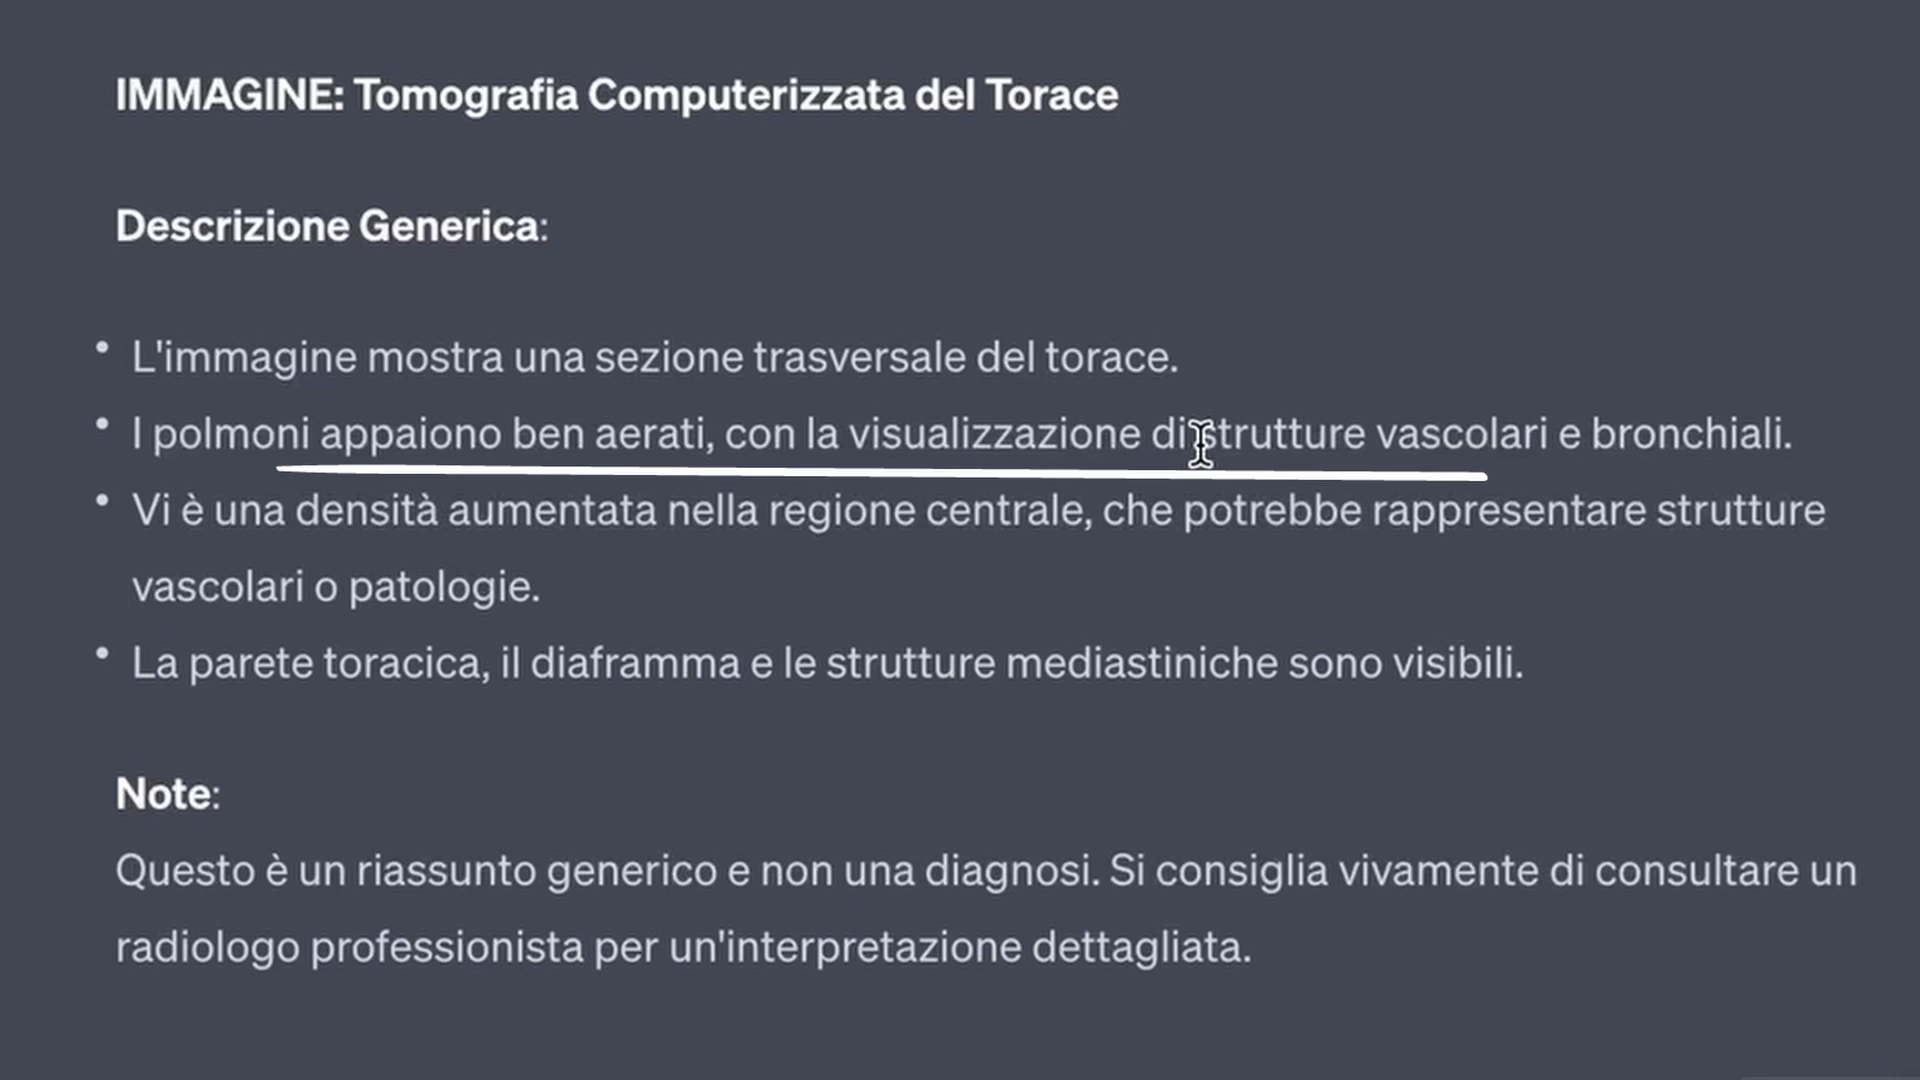 IMMAGINE: Tomografia Computerizzata del Torace
Descrizione Generica:
• L'immagine mostra una sezione trasversale del torace.
• I polmoni appaiono ben aerati, con la visualizzazione di strutture vascolari e bronchiali.
• Vi è una densità aumentata nella regione centrale, che potrebbe rappresentare strutture
vascolari o patologie.
• La parete toracica, il diaframma e le strutture mediastiniche sono visibili.
Note:
Questo è un riassunto generico e non una diagnosi. Si consiglia vivamente di consultare un
radiologo professionista per un'interpretazione dettagliata.